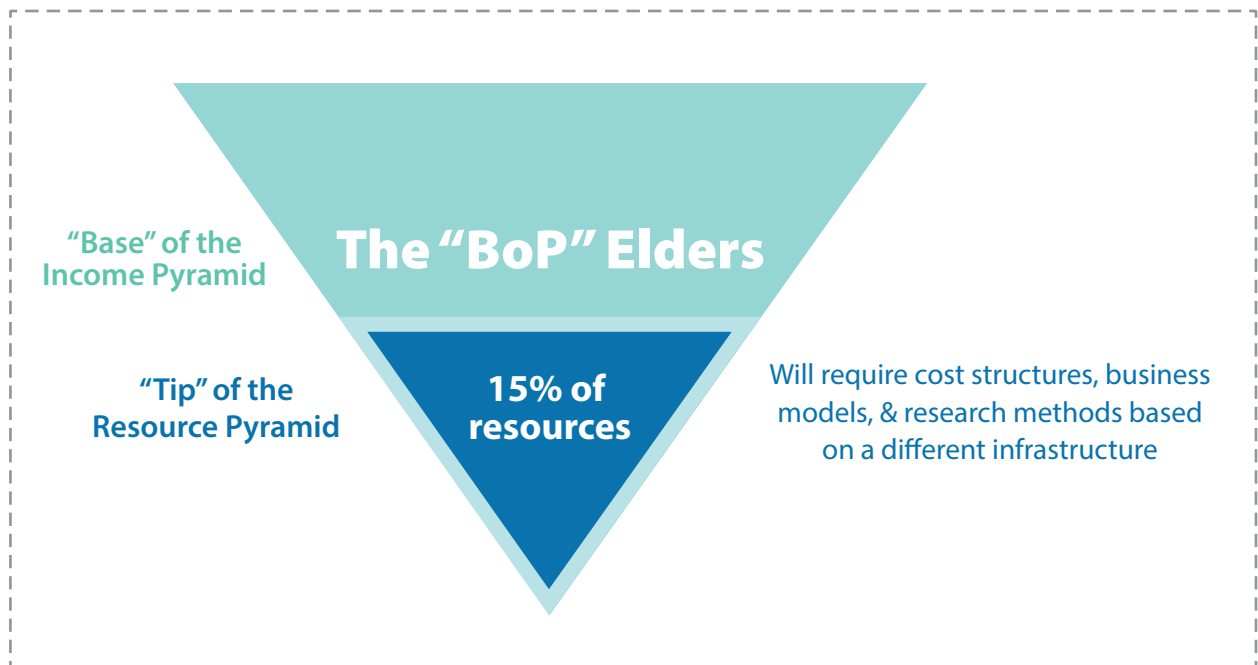 The “BoP” Elders
“Base” of the
Income Pyramid
“Tip” of the
Resource Pyramid
15% of
resources
Will require cost structures, business
models, & research methods based
on a different infrastructure